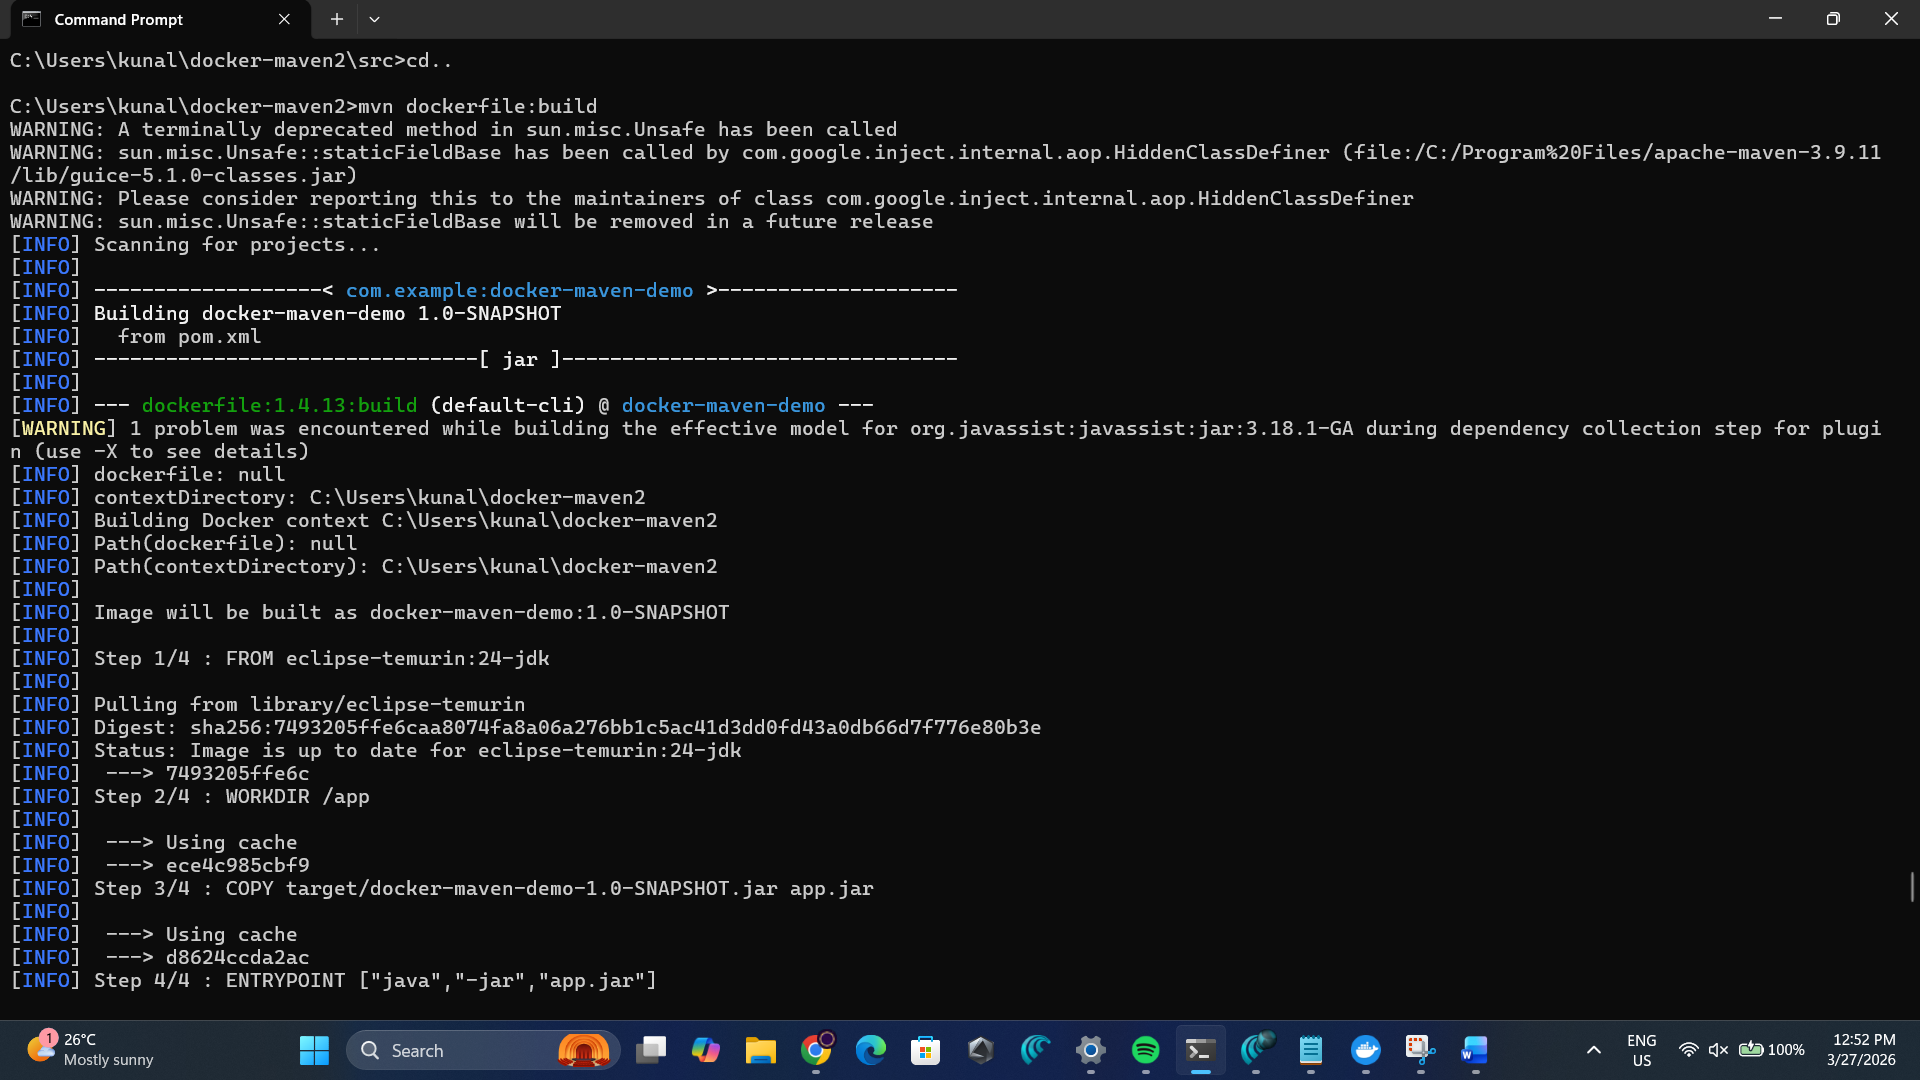 Command Prompt
C:\Users\kunal\docker-maven2\src>cd..
C:\Users\kunal\docker-maven2>mvn dockerfile:build
WARNING: A terminally deprecated method in sun.misc.Unsafe has been called
WARNING: sun.misc.Unsafe::staticFieldBase has been called by com.google.inject.internal.aop.HiddenClassDefiner (file:/C:/Program%20Files/apache-maven-3.9.11
/lib/guice-5.1.0-classes.jar)
WARNING: Please consider reporting this to the maintainers of class com.google.inject.internal.aop.HiddenClassDefiner
WARNING: sun.misc.Unsafe::staticFieldBase will be removed in a future release
[INFO] Scanning for projects...
[INFO]
[INFO] -------------------< com.example:docker-maven-demo >--------------------
[INFO] Building docker-maven-demo 1.0-SNAPSHOT
[INFO]   from pom.xml
[INFO] --------------------------------[ jar ]---------------------------------
[INFO]
[INFO] --- dockerfile:1.4.13:build (default-cli) @ docker-maven-demo ---
[WARNING] 1 problem was encountered while building the effective model for org.javassist:javassist:jar:3.18.1-GA during dependency collection step for plugi
n (use -X to see details)
[INFO] dockerfile: null
[INFO] contextDirectory: C:\Users\kunal\docker-maven2
[INFO] Building Docker context C:\Users\kunal\docker-maven2
[INFO] Path(dockerfile): null
[INFO] Path(contextDirectory): C:\Users\kunal\docker-maven2
[INFO]
[INFO] Image will be built as docker-maven-demo:1.0-SNAPSHOT
[INFO]
[INFO] Step 1/4 : FROM eclipse-temurin:24-jdk
[INFO]
[INFO] Pulling from library/eclipse-temurin
[INFO] Digest: sha256:7493205ffe6caa8074fa8a06a276bb1c5ac41d3dd0fd43a0db66d7f776e80b3e
[INFO] Status: Image is up to date for eclipse-temurin:24-jdk
[INFO]  ---> 7493205ffe6c
[INFO] Step 2/4 : WORKDIR /app
[INFO]
[INFO]  ---> Using cache
[INFO]  ---> ece4c985cbf9
[INFO] Step 3/4 : COPY target/docker-maven-demo-1.0-SNAPSHOT.jar app.jar
[INFO]
[INFO]  ---> Using cache
[INFO]  ---> d8624ccda2ac
[INFO] Step 4/4 : ENTRYPOINT ["java","-jar","app.jar"]
1
26°C
Mostly sunny
Search
W
ENG
US
100%
12:52 PM
3/27/2026